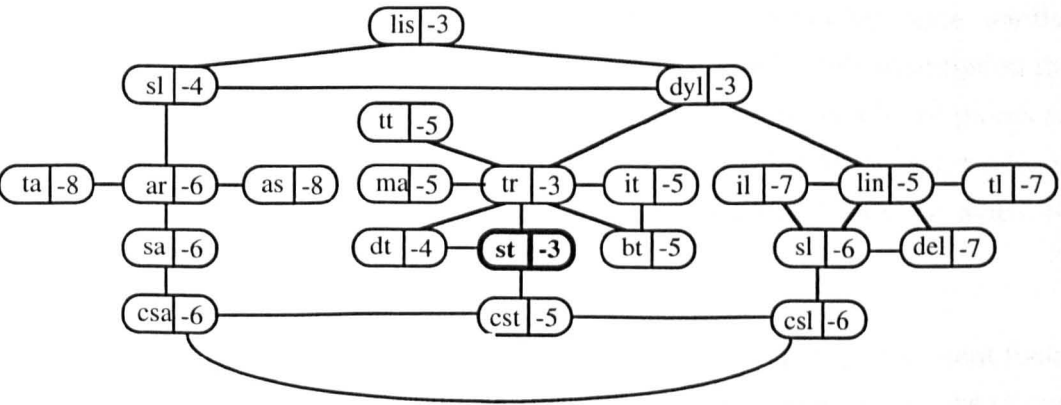 lis -3
sl -4 dyl -3
tt -5
ta -8 ar -6 as -8 ma -5 tr -3 it -5 il -7 lin -5 tl -7
sa -6 dt -4 st -3 bt -5 sl -6 del -7
csa -6 cst -5 csl -6